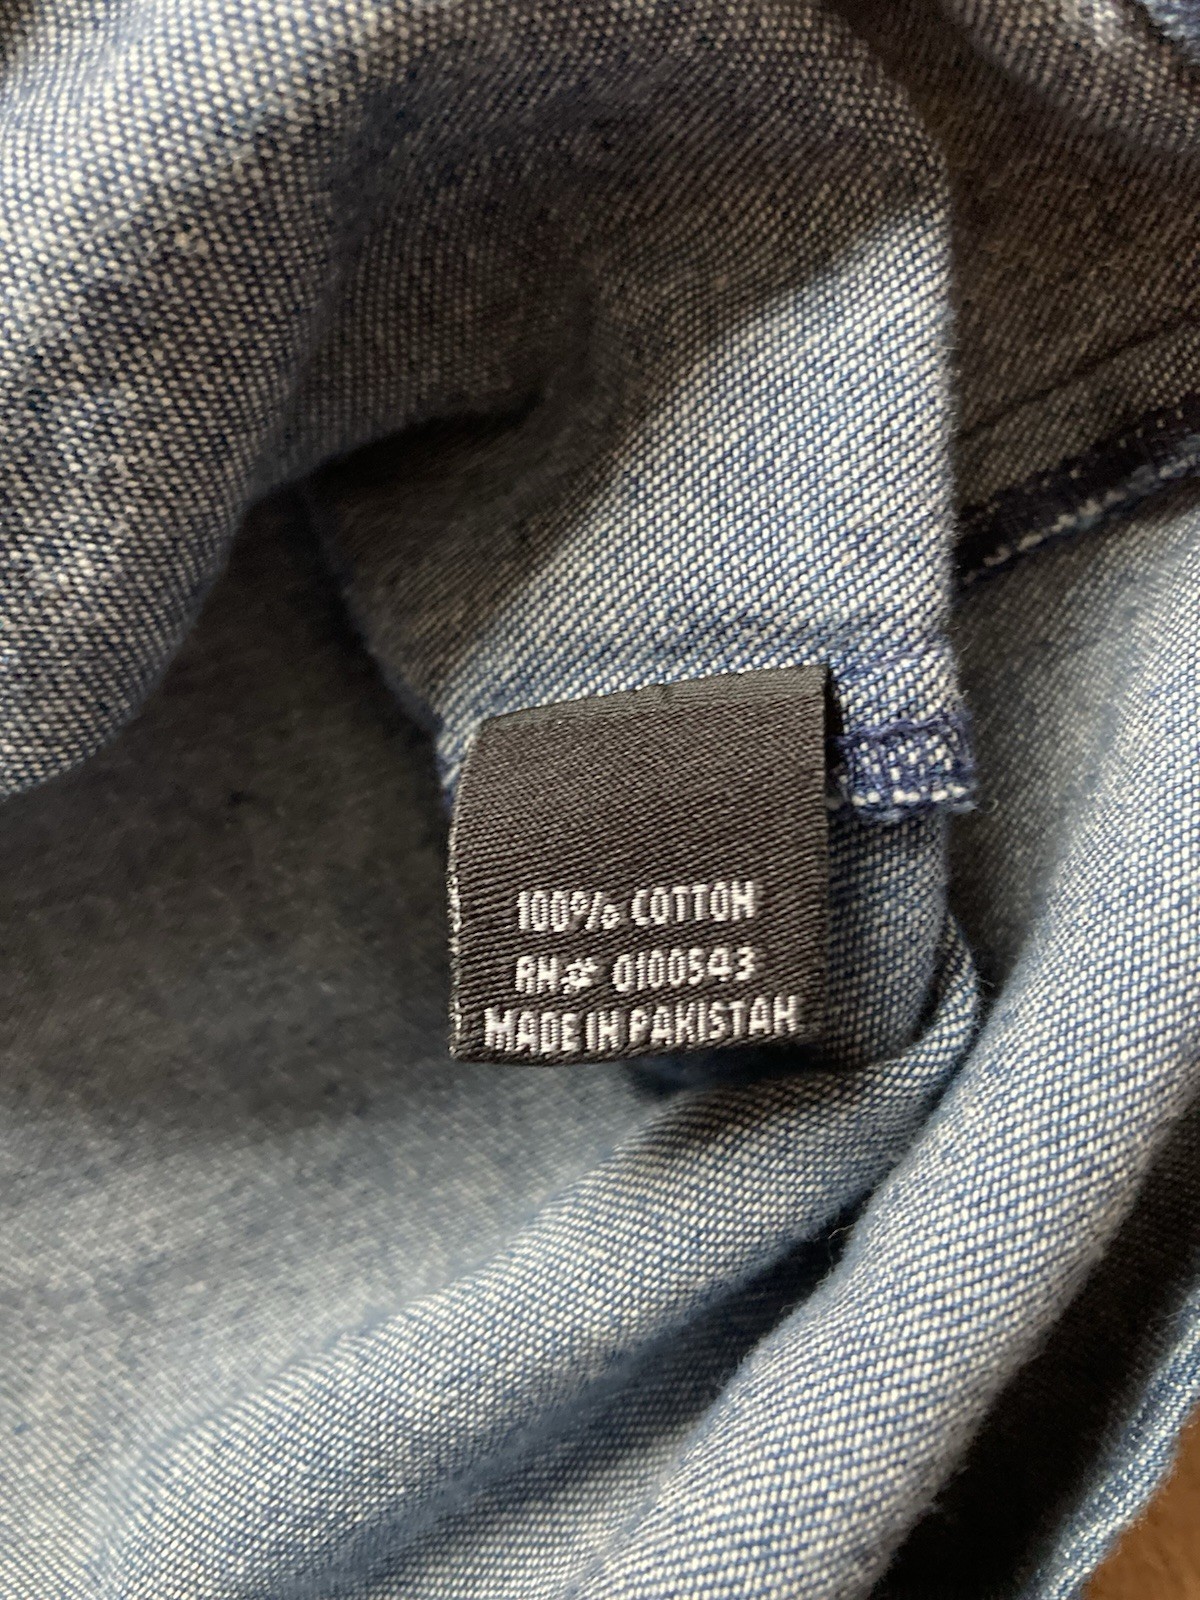 100% COTTON
RN# 0100543
MADE IN PAKISTAN